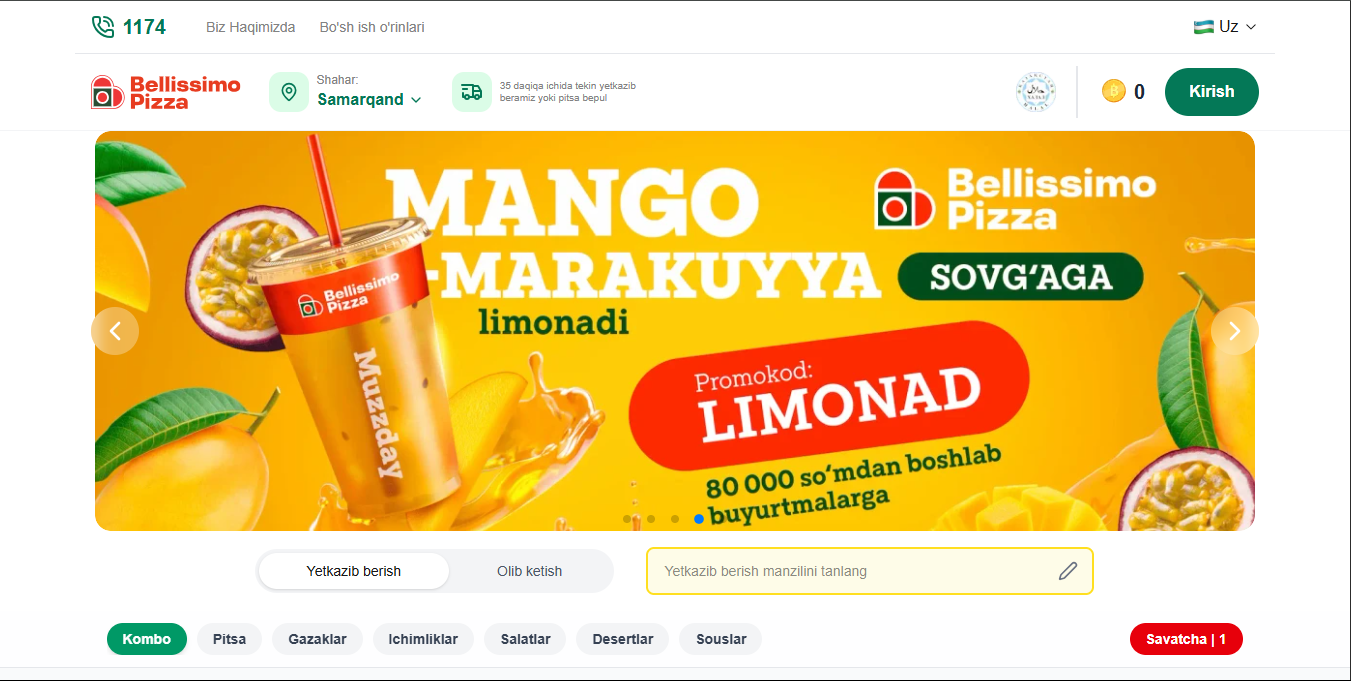 1174
Biz Haqimizda
Bo'sh ish o'rinlari
Uz
Bellissimo
Pizza
Shahar:
Samarqand
35 daqiqa ichida tekin yetkazib
beramiz yoki pitsa bepul
0
Kirish
MANGO
-MARAKUYYA
limonadi
Bellissimo
Pizza
SOVG‘AGA
Bellissimo
Pizza
Muzzday
Promokod:
LIMONAD
80 000 so‘mdan boshlab
buyurtmalarga
Yetkazib berish
Olib ketish
Yetkazib berish manzilini tanlang
Kombo
Pitsa
Gazaklar
Ichimliklar
Salatlar
Desertlar
Souslar
Savatcha | 1